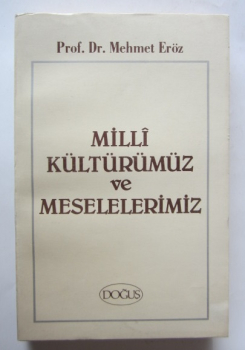 Prof. Dr. Mehmet Eröz
MİLLÎ
KÜLTÜRÜMÜZ
ve
MESELELERİMİZ
DOĞUŞ